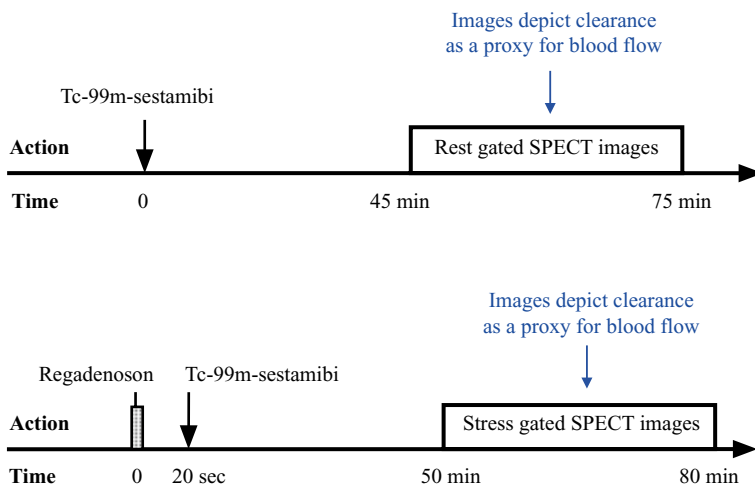 Images depict clearance
as a proxy for blood flow
Tc-99m-sestamibi
Action
Rest gated SPECT images
Time
0
45 min
75 min
Images depict clearance
as a proxy for blood flow
Regadenoson
Tc-99m-sestamibi
Action
Stress gated SPECT images
Time
0
20 sec
50 min
80 min